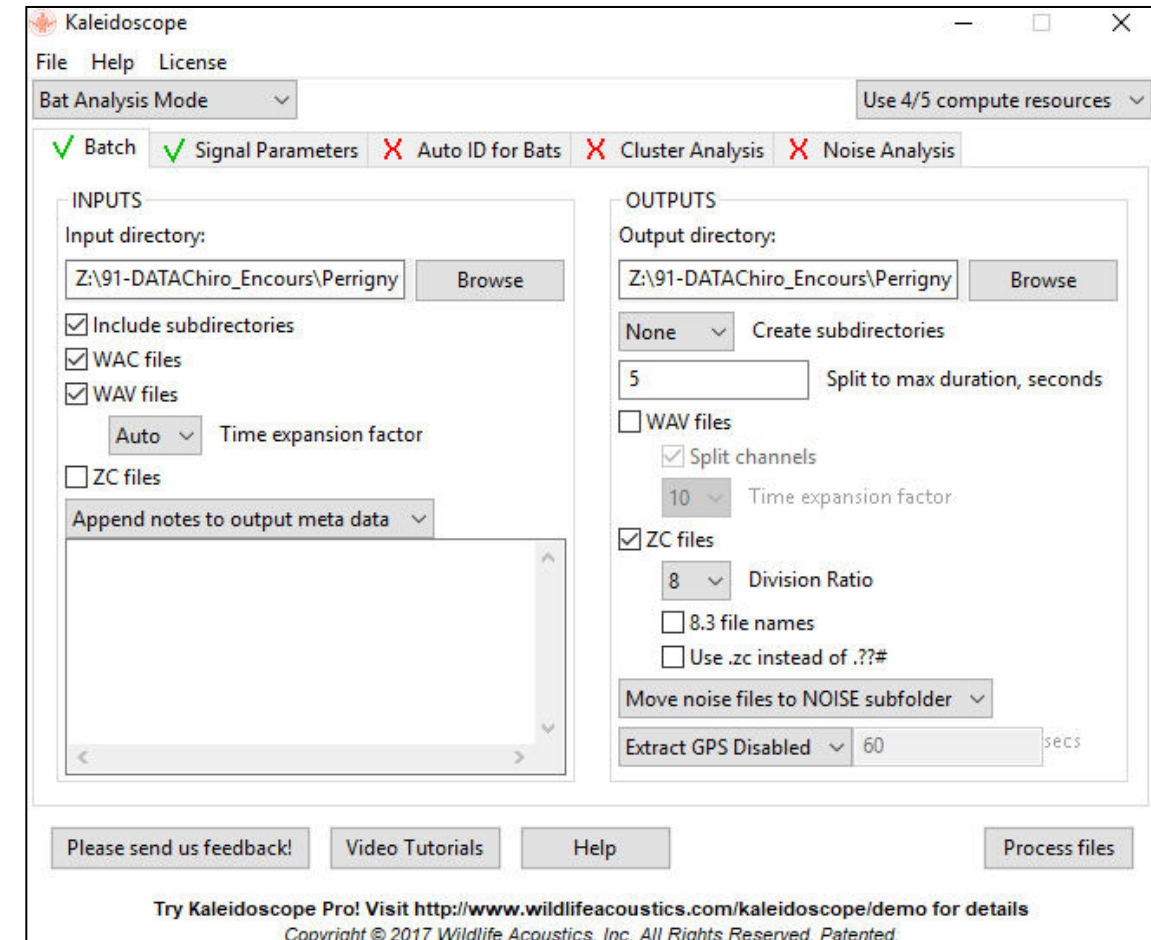 Kaleidoscope
File Help License
Bat Analysis Mode
Use 4/5 compute resources
Batch Signal Parameters Auto ID for Bats Cluster Analysis Noise Analysis
INPUTS
Input directory:
Z:\91-DATAChiro_Encours\Perrigny Browse
Include subdirectories
WAC files
WAV files
Auto Time expansion factor
ZC files
Append notes to output meta data
OUTPUTS
Output directory:
Z:\91-DATAChiro_Encours\Perrigny Browse
None Create subdirectories
5 Split to max duration, seconds
WAV files
Split channels
10 Time expansion factor
ZC files
8 Division Ratio
8.3 file names
Use .zc instead of .??#
Move noise files to NOISE subfolder
Extract GPS Disabled 60 secs
Please send us feedback! Video Tutorials Help Process files
Try Kaleidoscope Pro! Visit http://www.wildlifeacoustics.com/kaleidoscope/demo for details
Copyright © 2017 Wildlife Acoustics, Inc. All Rights Reserved. Patented.